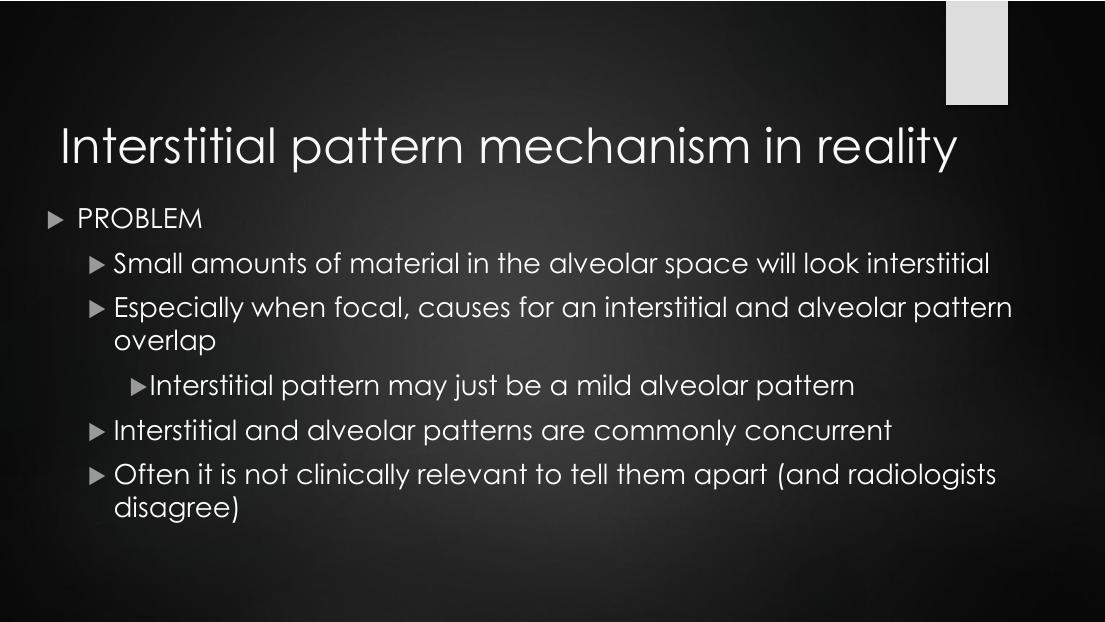 Interstitial pattern mechanism in reality
PROBLEM
Small amounts of material in the alveolar space will look interstitial
Especially when focal, causes for an interstitial and alveolar pattern
overlap
Interstitial pattern may just be a mild alveolar pattern
Interstitial and alveolar patterns are commonly concurrent
Often it is not clinically relevant to tell them apart (and radiologists
disagree)